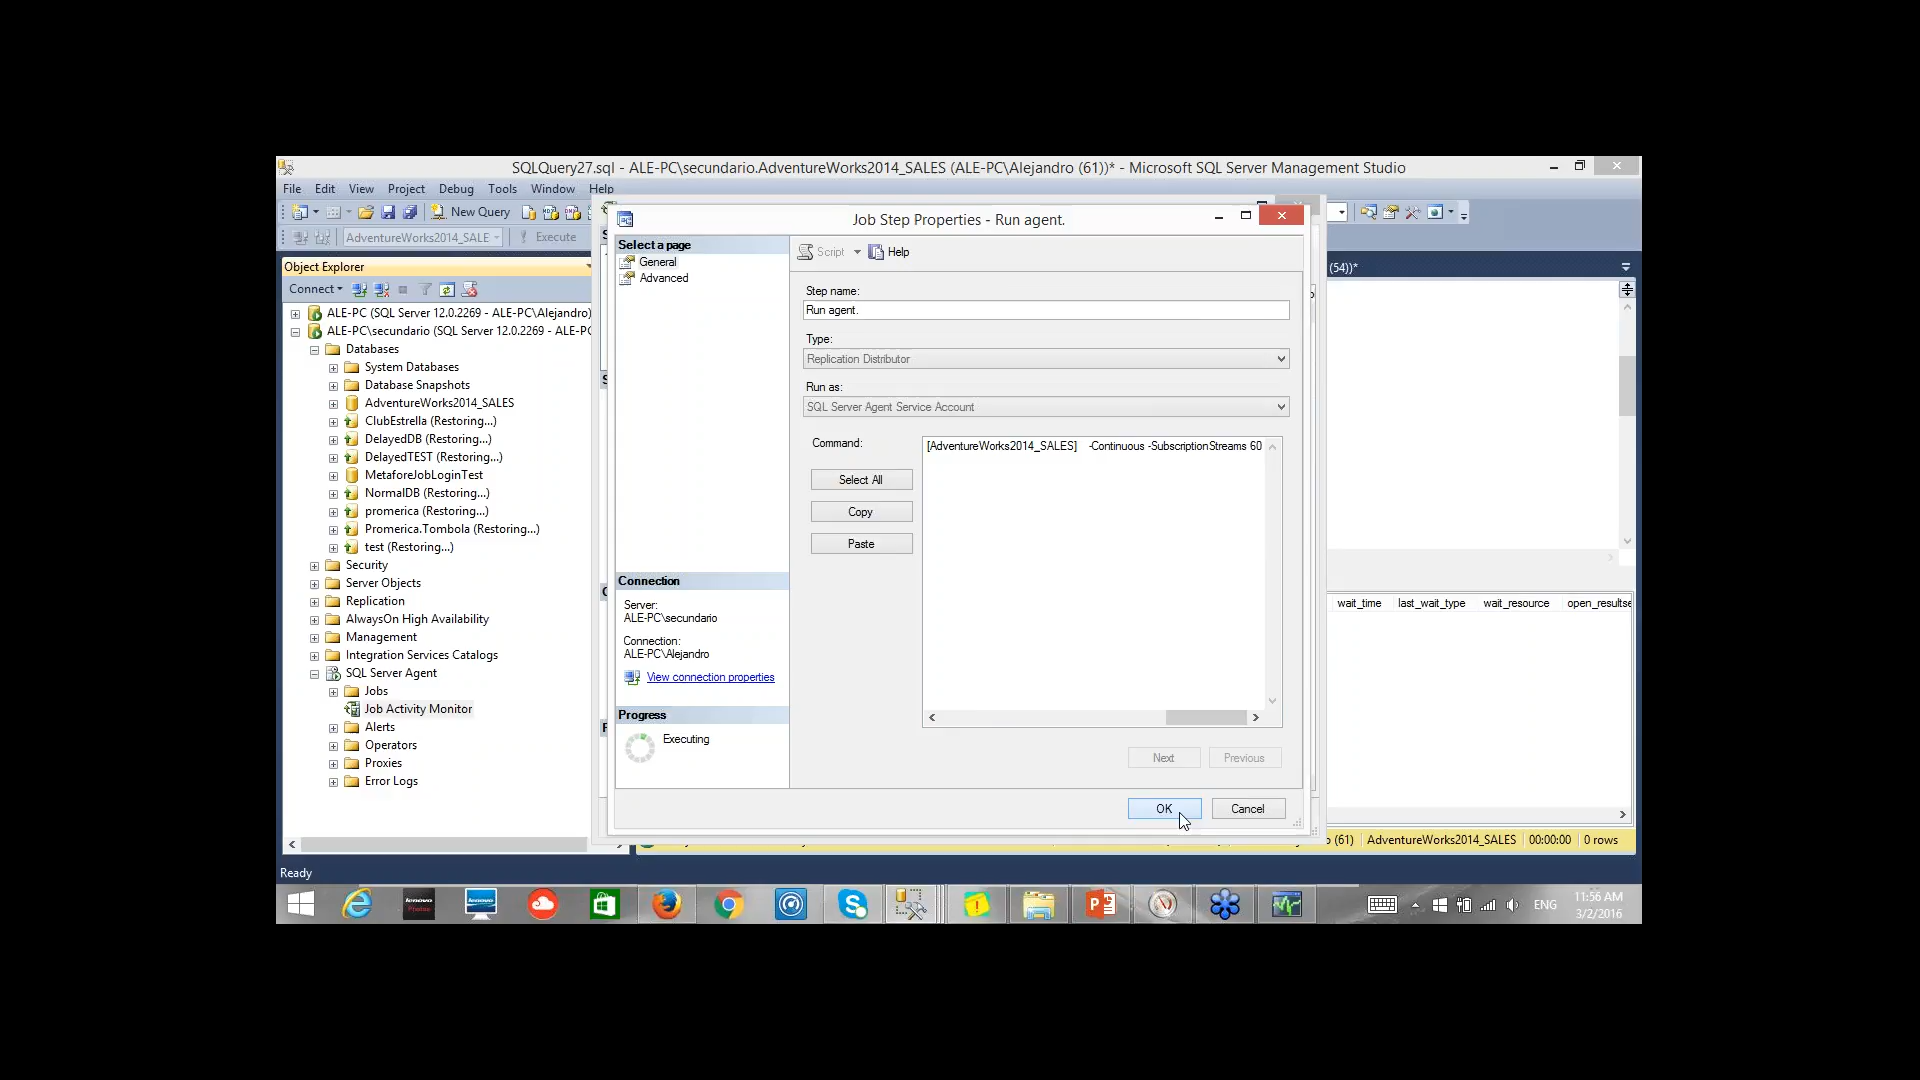 SQLQuery27.sql - ALE-PC\secundario.AdventureWorks2014_SALES (ALE-PC\Alejandro (61))* - Microsoft SQL Server Management Studio
File Edit View Project Debug Tools Window Help
New Query
AdventureWorks2014_SALE
Execute
Object Explorer
Connect
ALE-PC (SQL Server 12.0.2269 - ALE-PC\Alejandro)
ALE-PC\secundario (SQL Server 12.0.2269 - ALE-PC
Databases
System Databases
Database Snapshots
AdventureWorks2014_SALES
ClubEstrella (Restoring...)
DelayedDB (Restoring...)
DelayedTEST (Restoring...)
MetaforeJobLoginTest
NormalDB (Restoring...)
promerica (Restoring...)
Promerica.Tombola (Restoring...)
test (Restoring...)
Security
Server Objects
Replication
AlwaysOn High Availability
Management
Integration Services Catalogs
SQL Server Agent
Jobs
Job Activity Monitor
Alerts
Operators
Proxies
Error Logs
Job Step Properties - Run agent.
Select a page
General
Advanced
Script
Help
Step name:
Run agent.
Type:
Replication Distributor
Run as:
SQL Server Agent Service Account
Command:
[AdventureWorks2014_SALES] -Continuous -SubscriptionStreams 60
Select All
Copy
Paste
Connection
Server:
ALE-PC\secundario
Connection:
ALE-PC\Alejandro
View connection properties
Progress
Executing
Next
Previous
OK
Cancel
(54))*
wait_time last_wait_type wait_resource open_resultse
(61) AdventureWorks2014_SALES 00:00:00 0 rows
Ready
lenovo
ENG
11:56 AM
3/2/2016